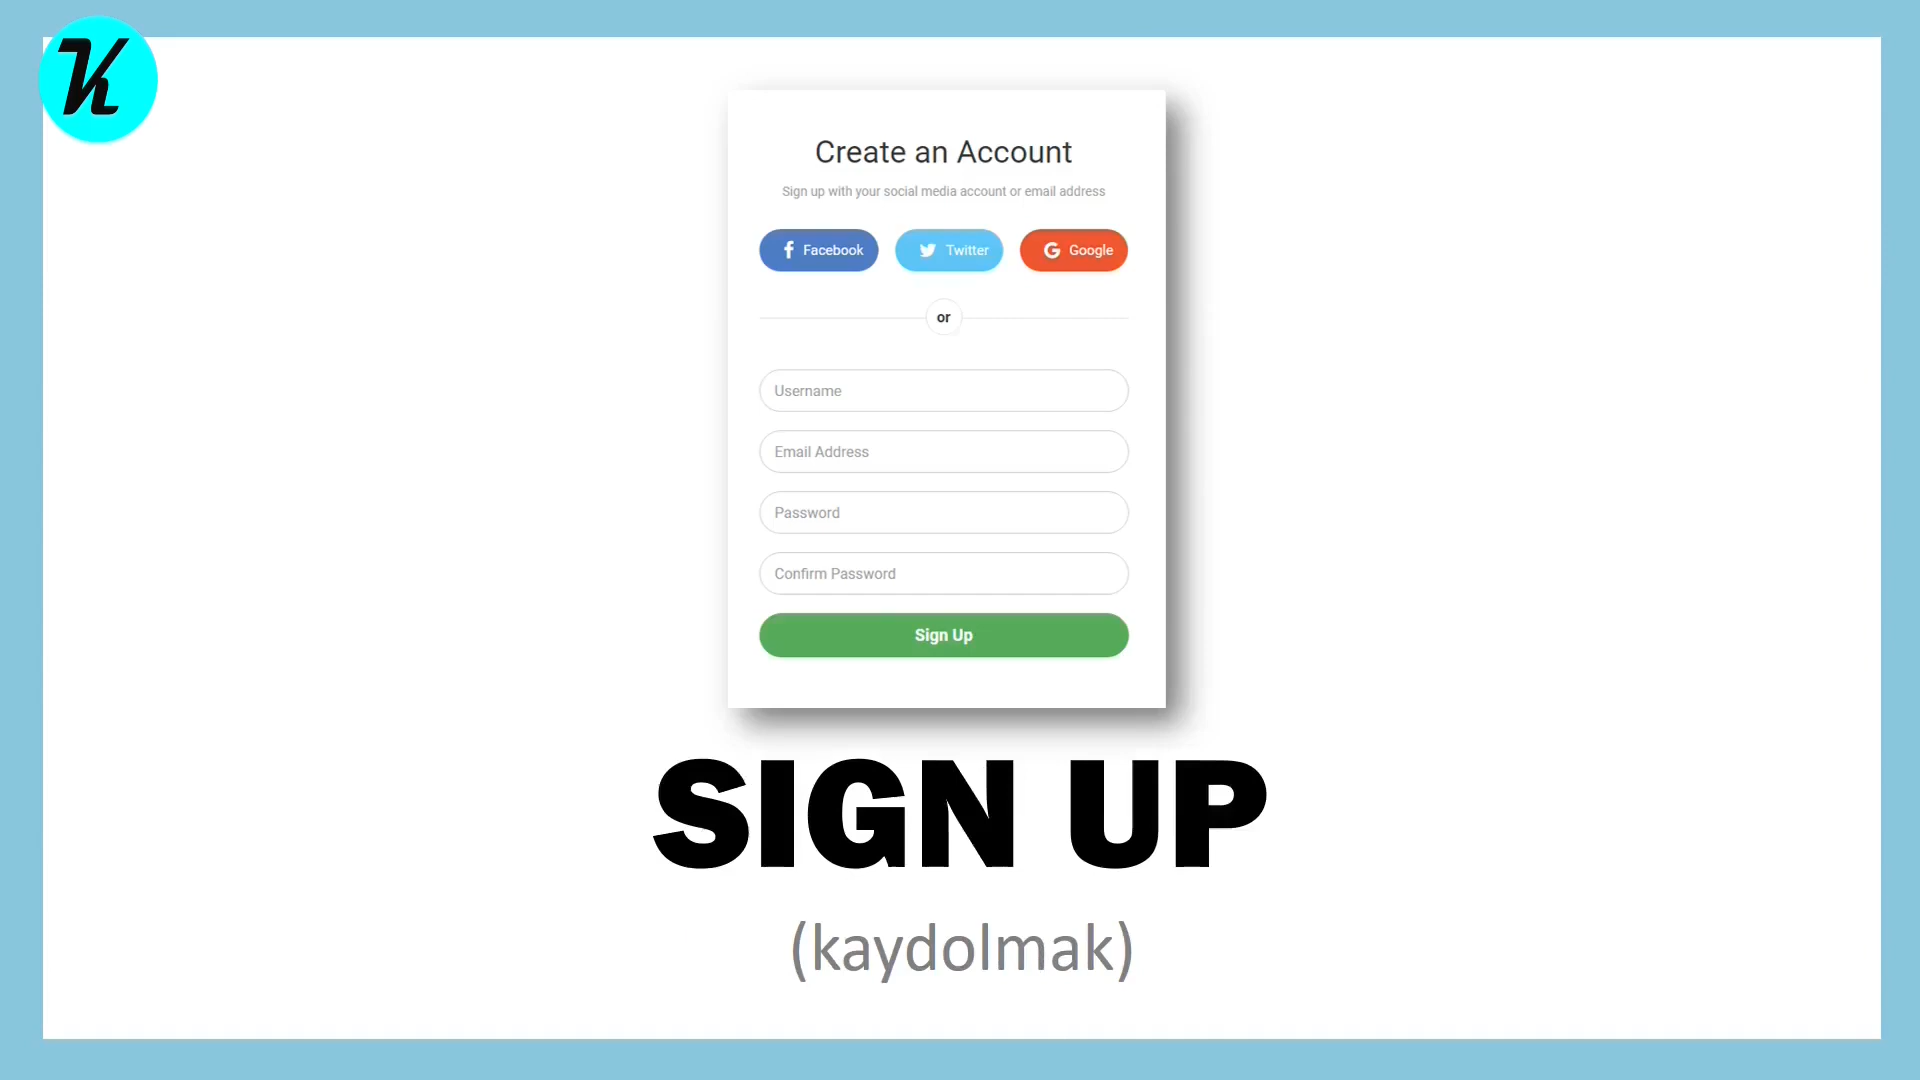 Create an Account
Sign up with your social media account or email address
Facebook Twitter Google
or
Username
Email Address
Password
Confirm Password
Sign Up
SIGN UP
(kaydolmak)